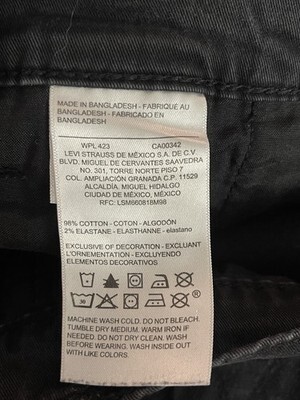 MADE IN BANGLADESH - FABRIQUÉ AU
BANGLADESH - FABRICADO EN
BANGLADESH
WPL 423 CA00342
LEVI STRAUSS DE MÉXICO S.A. DE C.V
BLVD. MIGUEL DE CERVANTES SAAVEDRA
NO. 301, TORRE NORTE PISO 7
COL. AMPLIACIÓN GRANADA C.P. 11529
ALCALDÍA. MIGUEL HIDALGO
CIUDAD DE MÉXICO, MÉXICO
RFC: LSM660818M98
98% COTTON - COTON - ALGODÓN
2% ELASTANE - ELASTHANNE - elastano
EXCLUSIVE OF DECORATION - EXCLUANT
L'ORNEMENTATION - EXCLUYENDO
ELEMENTOS DECORATIVOS
®
MACHINE WASH COLD. DO NOT BLEACH.
TUMBLE DRY MEDIUM. WARM IRON IF
NEEDED. DO NOT DRY CLEAN. WASH
BEFORE WEARING. WASH INSIDE OUT
WITH LIKE COLORS.